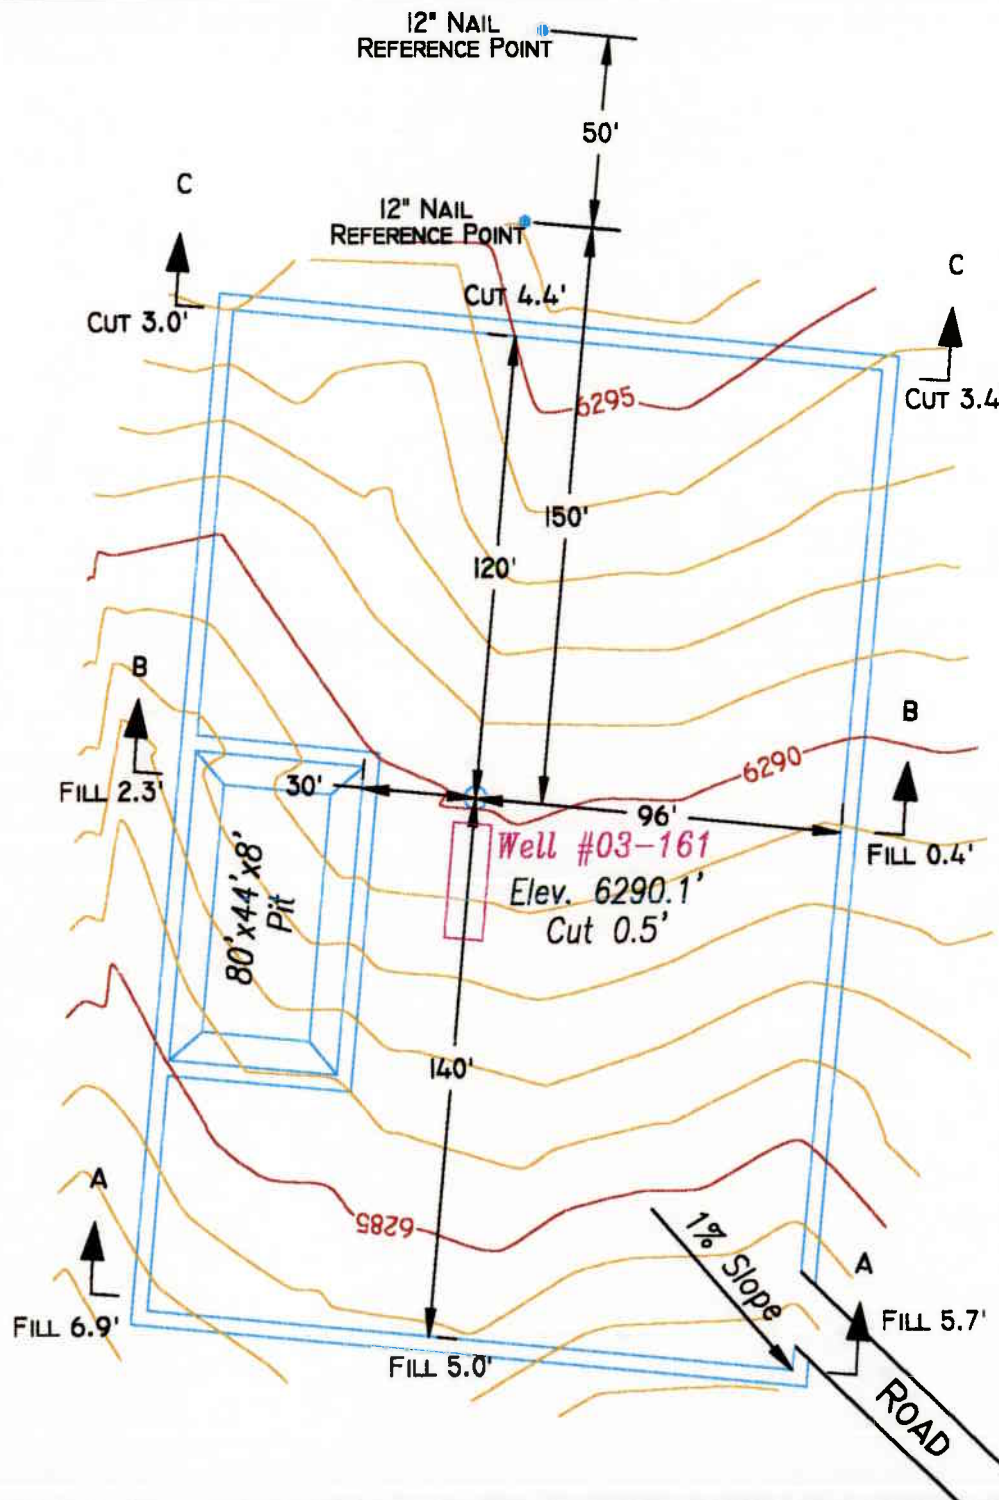 12" NAIL
REFERENCE POINT
50'
C
12" NAIL
REFERENCE POINT
C
CUT 4.4'
CUT 3.0'
CUT 3.4
6295
150'
120'
B
B
6290
FILL 2.3'
30'
96'
FILL 0.4'
Well #03-161
Elev. 6290.1'
Cut 0.5'
80'x44'x8'
Pit
140'
A
6285
1% Slope
A
FILL 6.9'
FILL 5.7'
FILL 5.0'
ROAD